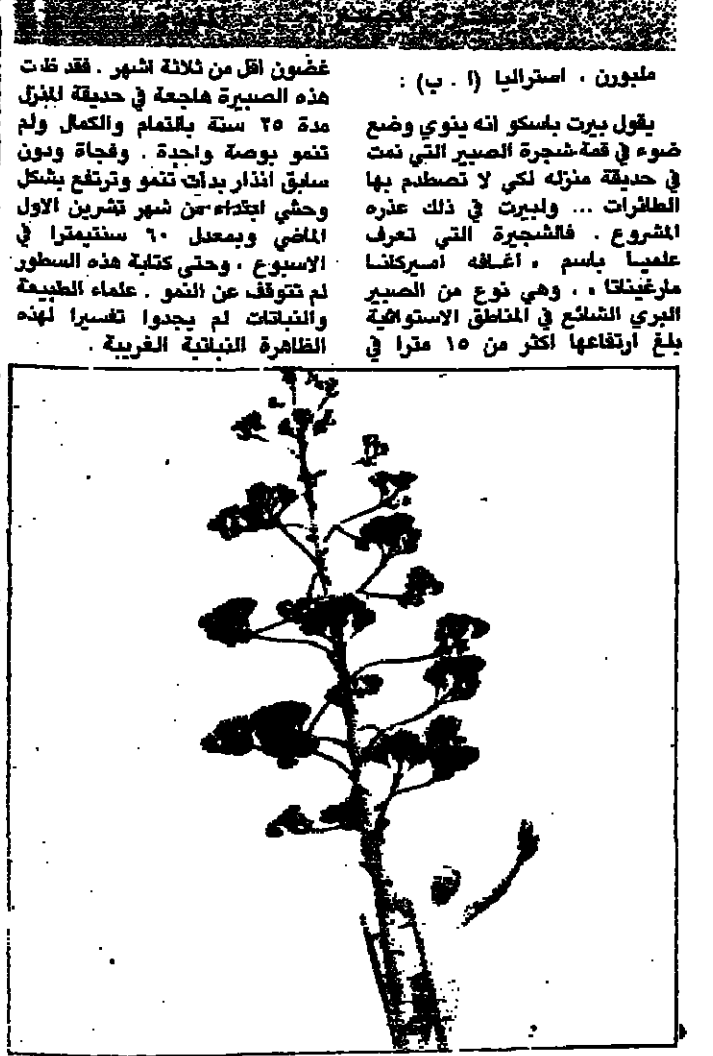 ملبورن ، استراليا (ا . ب) :
يقول بيرت باسكو انه ينوي وضع
ضوء في قمة شجرة الصبير التي نمت
في حديقة منزله لكي لا تصطدم بها
الطائرات ... ولبيرت في ذلك عذره
المشروع . فالشجيرة التي تعرف
علميا باسم « اغافه اميركانا
مارغيناتا » ، وهي نوع من الصبير
البري الشائع في المناطق الاستوائية
بلغ ارتفاعها اكثر من ١٥ مترا في
غضون اقل من ثلاثة اشهر . فقد ظلت
هذه الصبيرة هاجعة في حديقة المنزل
مدة ٢٥ سنة بالتمام والكمال ولم
تنمو بوصة واحدة . وفجأة ودون
سابق انذار بدأت تنمو وترتفع بشكل
وحشي ابتداء من شهر تشرين الاول
الماضي وبمعدل ٦٠ سنتيمترا في
الاسبوع ، وحتى كتابة هذه السطور
لم تتوقف عن النمو . علماء الطبيعة
والنباتات لم يجدوا تفسيرا لهذه
الظاهرة النباتية الغريبة .